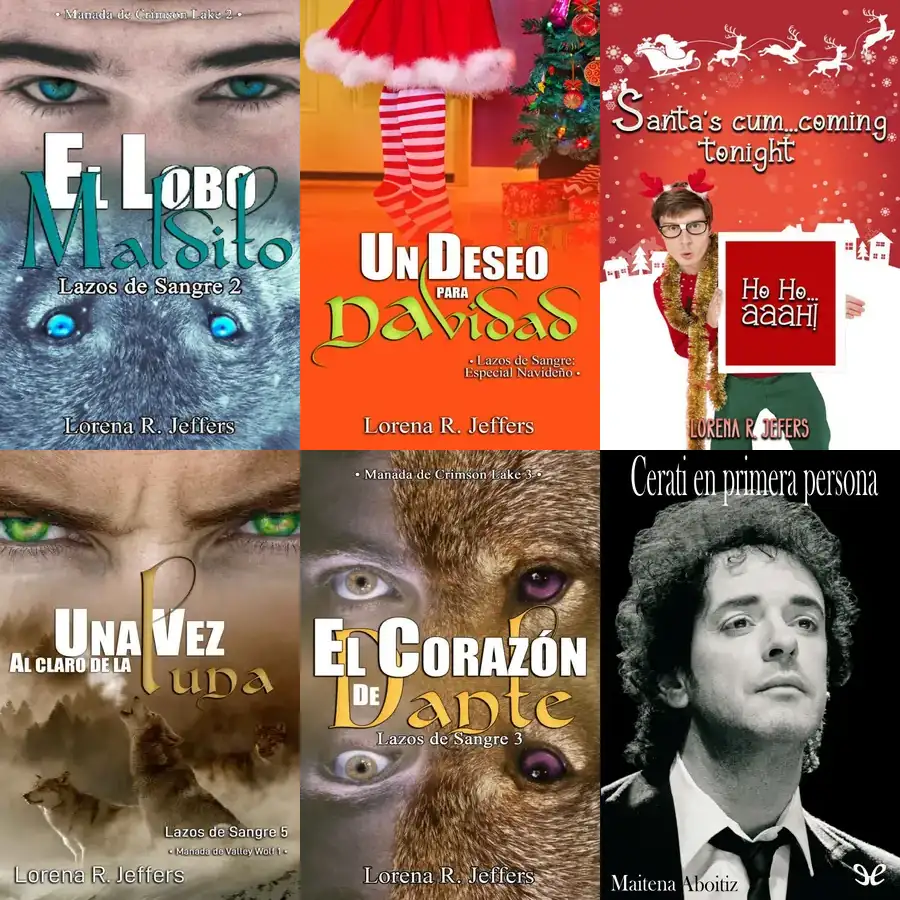 • Manada de Crimson Lake 2 •
El Lobo
Maldito
Lazos de Sangre 2
Lorena R. Jeffers
Un Deseo
para
Navidad
• Lazos de Sangre:
Especial Navideño •
Lorena R. Jeffers
Santa's cum...coming
tonight
Ho Ho...
aaah!
Lorena R. Jefers
Una Vez
al claro de la
Luna
Lazos de Sangre 5
• Manada de Valley Wolf 1 •
Lorena R. Jeffers
• Manada de Crimson Lake 3 •
El Corazón
de
Dante
Lazos de Sangre 3
Lorena R. Jeffers
Cerati en primera persona
Maitena Aboitiz